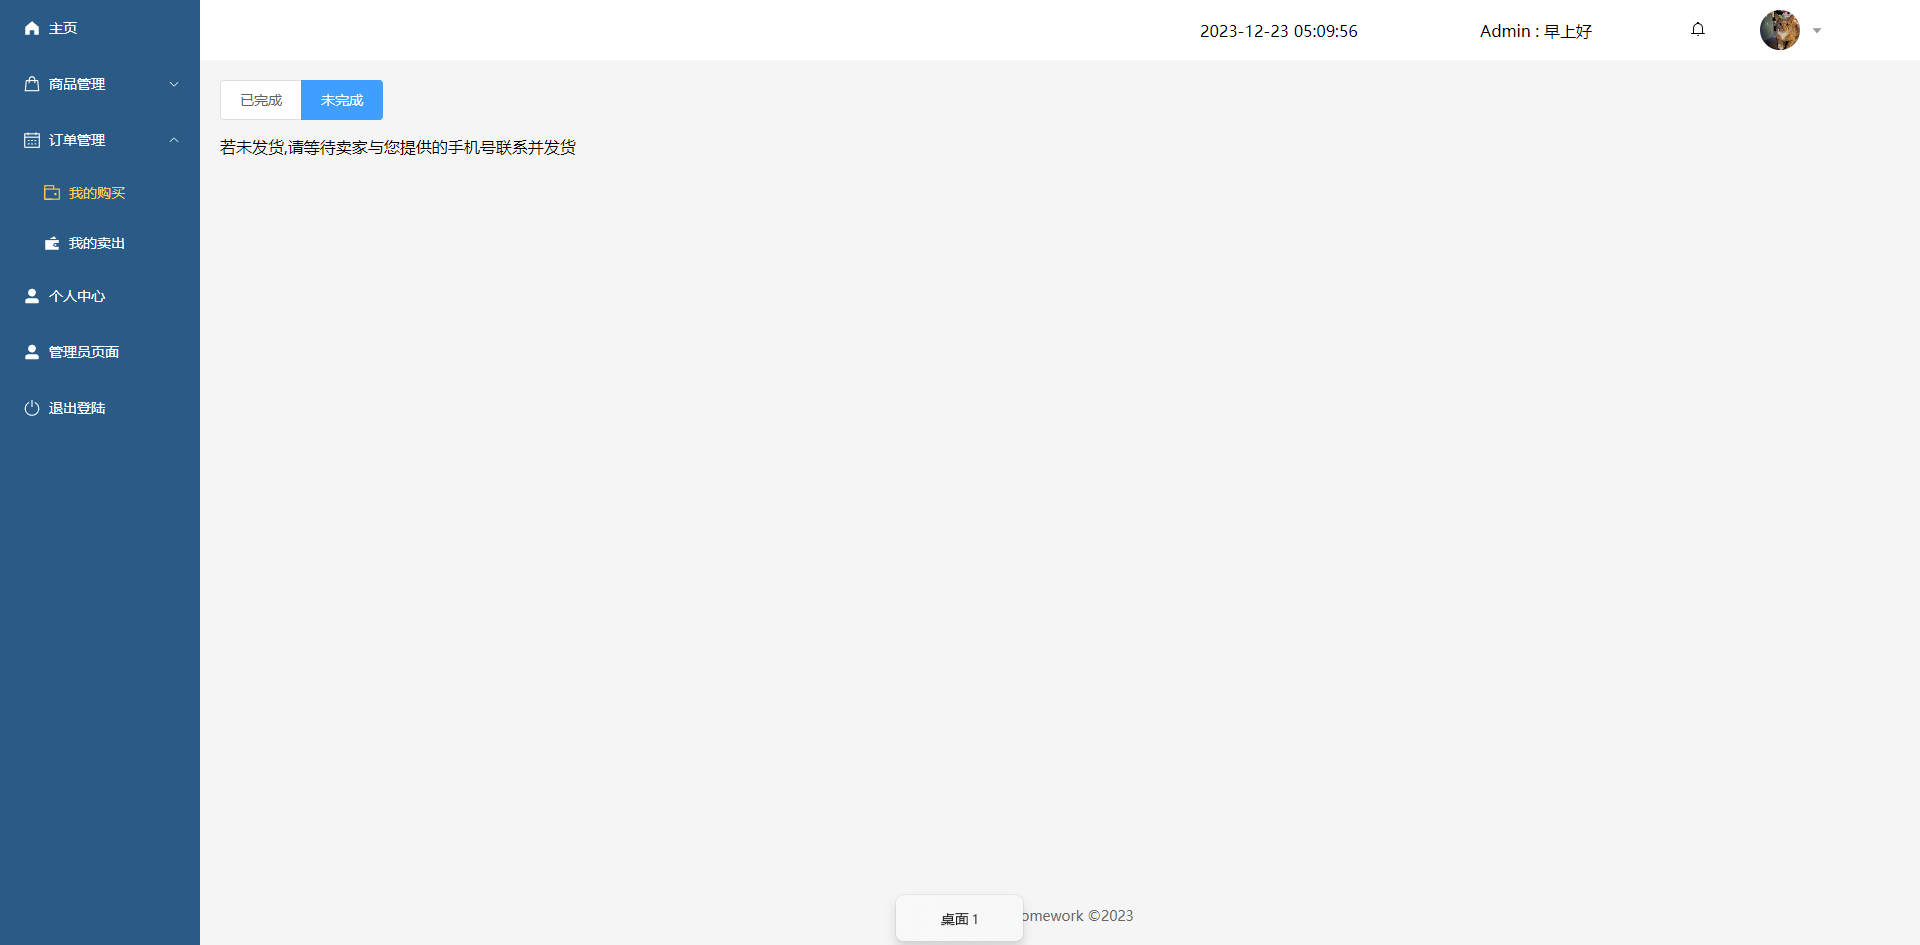 主页
商品管理
订单管理
我的购买
我的卖出
个人中心
管理员页面
退出登陆
2023-12-23 05:09:56
Admin : 早上好
已完成
未完成
若未发货,请等待卖家与您提供的手机号联系并发货
桌面 1
omework ©2023